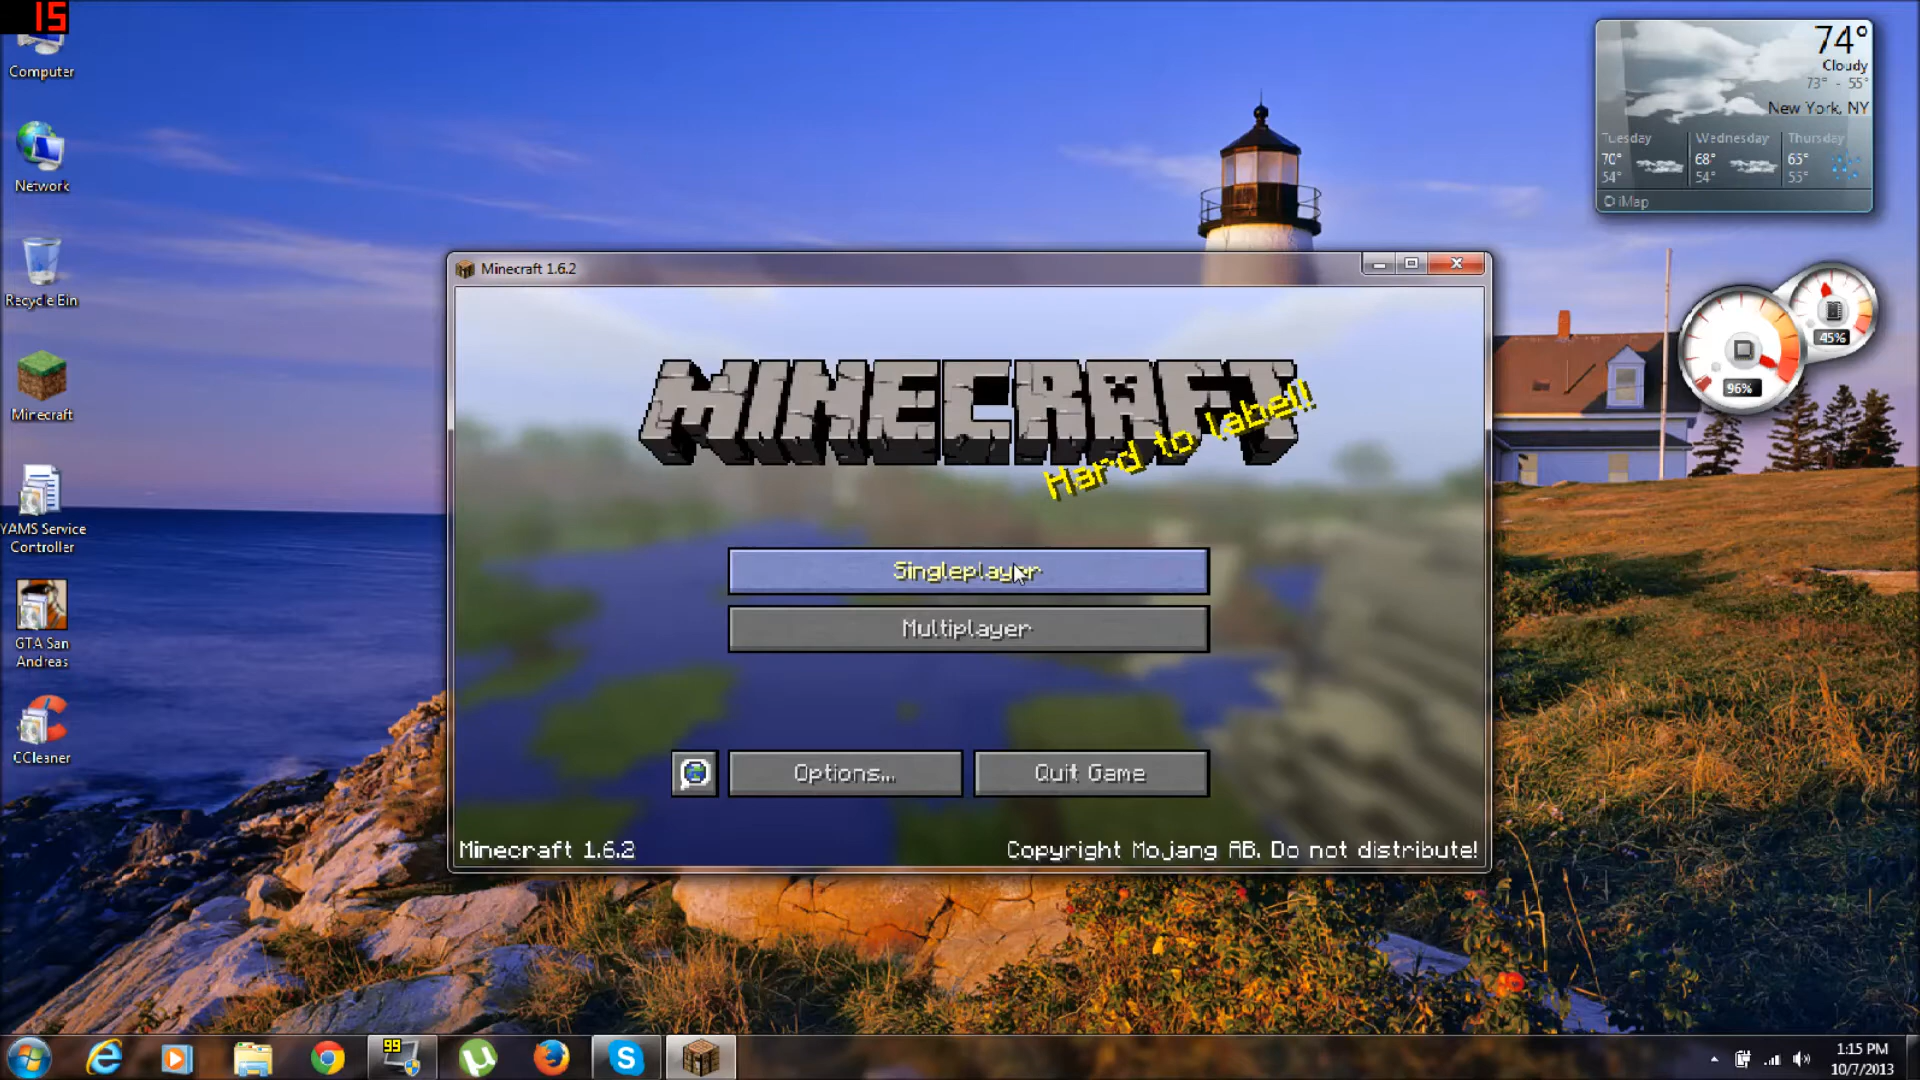 15
Computer
Network
Recycle Bin
Minecraft
YAMS Service
Controller
GTA San
Andreas
CCleaner
74°
Cloudy
73° - 55°
New York, NY
Tuesday
Wednesday
Thursday
70°
54°
68°
54°
65°
55°
© iMap
45%
96%
Minecraft 1.6.2
MINECRAFT
Hard to label!
Singleplayer
Multiplayer
Options...
Quit Game
Minecraft 1.6.2
Copyright Mojang AB. Do not distribute!
99
1:15 PM
10/7/2013